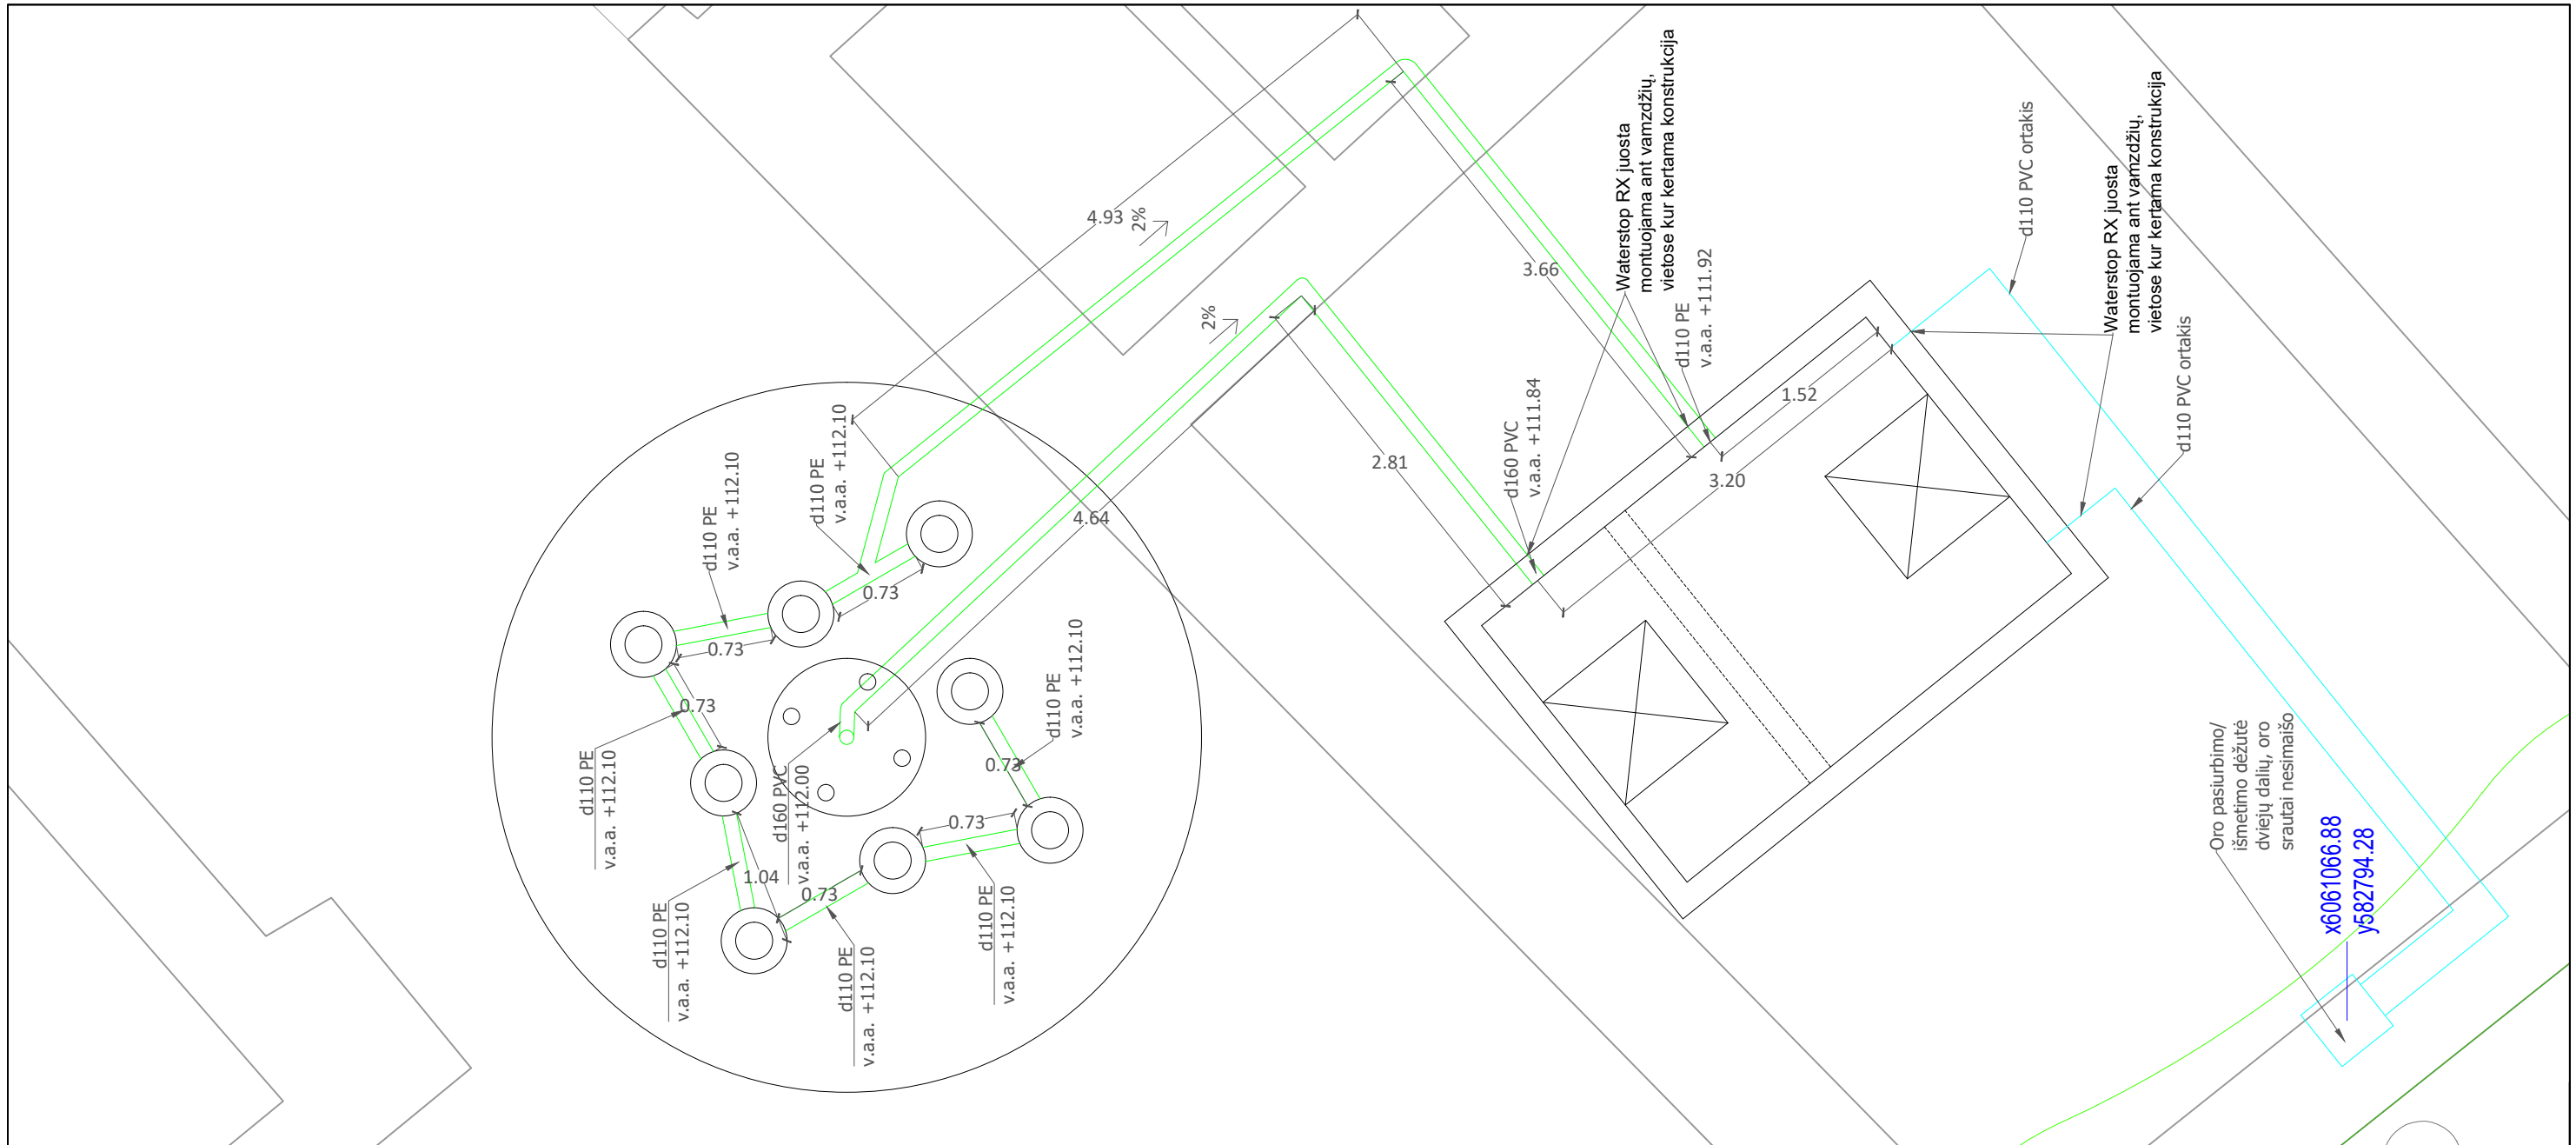 4.93
2%
2%
3.66
2.81
4.64
Waterstop RX juosta
montuojama ant vamzdžių,
vietose kur kertama konstrukcija
d110 PE
v.a.a. +111.92
d160 PVC
v.a.a. +111.84
1.52
3.20
d110 PVC ortakis
Waterstop RX juosta
montuojama ant vamzdžių,
vietose kur kertama konstrukcija
d110 PVC ortakis
d110 PE
v.a.a. +112.10
d110 PE
v.a.a. +112.10
0.73
0.73
0.73
d110 PE
v.a.a. +112.10
d160 PVC
v.a.a. +112.00
d110 PE
v.a.a. +112.10
0.73
0.73
1.04
0.73
d110 PE
v.a.a. +112.10
d110 PE
v.a.a. +112.10
d110 PE
v.a.a. +112.10
Oro pasiurbimo/
išmetimo dėžutė
dviejų dalių, oro
srautai nesimaišo
x6061066.88
y582794.28